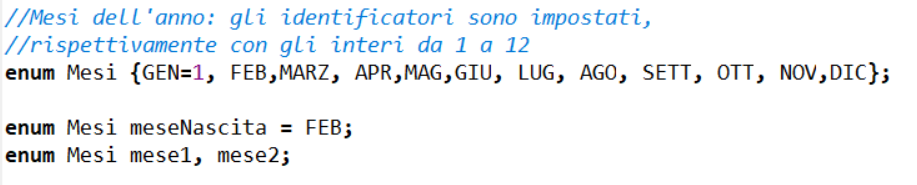 //Mesi dell'anno: gli identificatori sono impostati,
//rispettivamente con gli interi da 1 a 12
enum Mesi {GEN=1, FEB,MARZ, APR,MAG,GIU, LUG, AGO, SETT, OTT, NOV,DIC};
enum Mesi meseNascita = FEB;
enum Mesi mese1, mese2;